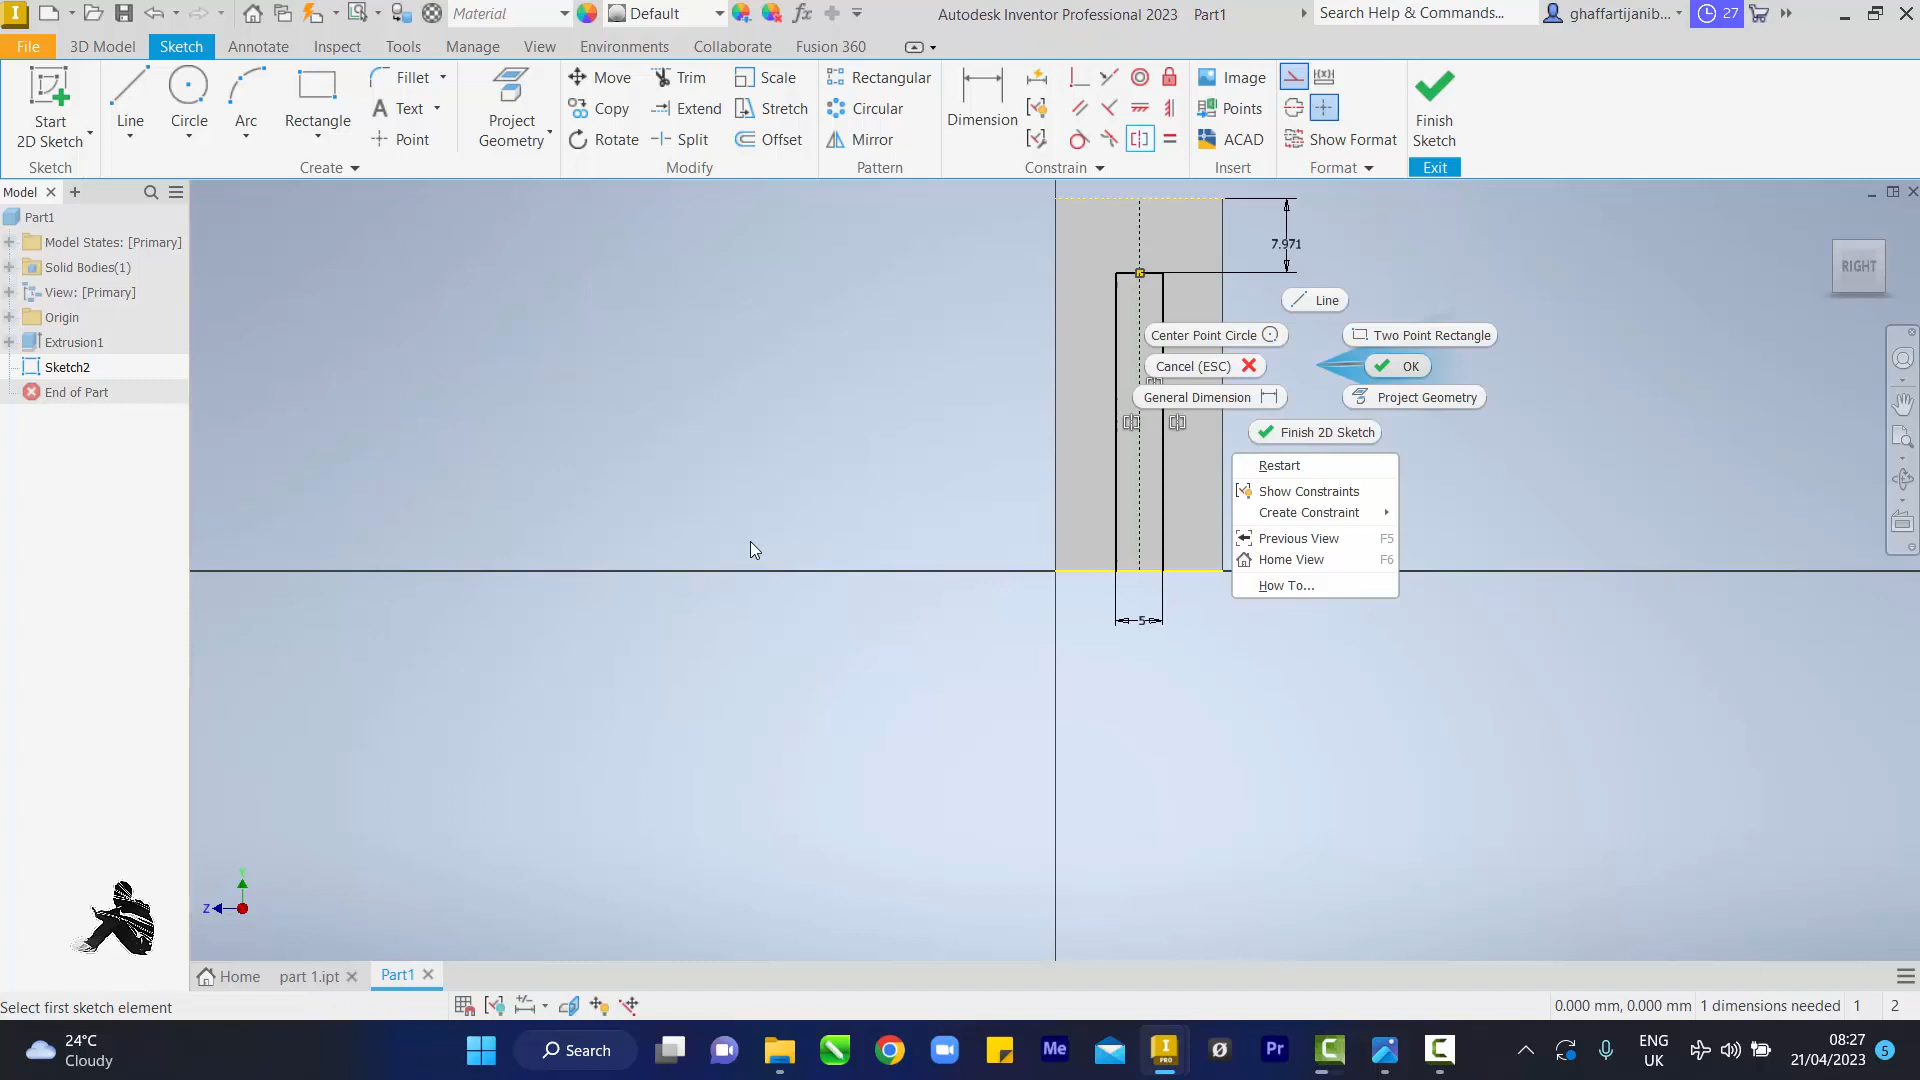 Material
Default
Autodesk Inventor Professional 2023 Part1
Search Help & Commands...
ghaffartijanib...
27
File
3D Model
Sketch
Annotate
Inspect
Tools
Manage
View
Environments
Collaborate
Fusion 360
Start
2D Sketch
Line
Circle
Arc
Rectangle
Fillet
Text
Point
Project
Geometry
Move
Copy
Rotate
Trim
Extend
Split
Scale
Stretch
Offset
Rectangular
Circular
Mirror
Dimension
Image
Points
ACAD
Show Format
Finish
Sketch
Sketch
Create
Modify
Pattern
Constrain
Insert
Format
Exit
Model
Part1
Model States: [Primary]
Solid Bodies(1)
View: [Primary]
Origin
Extrusion1
Sketch2
End of Part
7.971
5
RIGHT
Line
Center Point Circle
Two Point Rectangle
Cancel (ESC)
OK
General Dimension
Project Geometry
Finish 2D Sketch
Restart
Show Constraints
Create Constraint
Previous View F5
Home View F6
How To...
Y
Z
Home
part 1.ipt
Part1
Select first sketch element
0.000 mm, 0.000 mm
1 dimensions needed
1
2
24°C
Cloudy
Search
Me
I
PRO
Pr
ENG
UK
08:27
21/04/2023
5